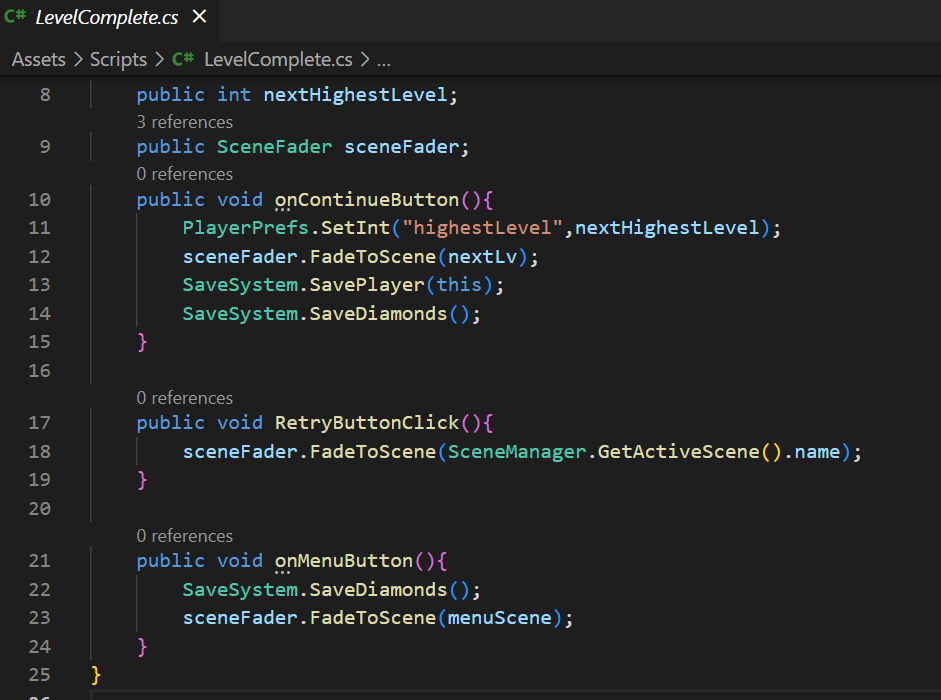 C# LevelComplete.cs ×
Assets > Scripts > C# LevelComplete.cs > ...
8 public int nextHighestLevel;
3 references
9 public SceneFader sceneFader;
0 references
10 public void onContinueButton(){
11 PlayerPrefs.SetInt("highestLevel",nextHighestLevel);
12 sceneFader.FadeToScene(nextLv);
13 SaveSystem.SavePlayer(this);
14 SaveSystem.SaveDiamonds();
15 }
16
0 references
17 public void RetryButtonClick(){
18 sceneFader.FadeToScene(SceneManager.GetActiveScene().name);
19 }
20
0 references
21 public void onMenuButton(){
22 SaveSystem.SaveDiamonds();
23 sceneFader.FadeToScene(menuScene);
24 }
25 }